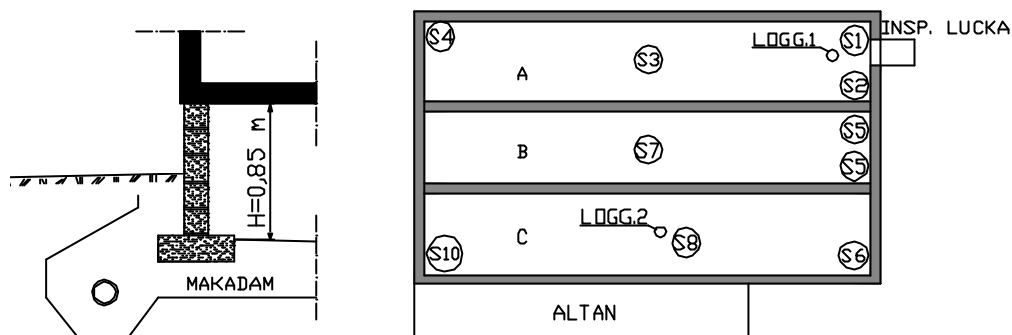 H=0,85 m
MAKADAM
INSP. LUCKA
S4
S3
LOGG.1
S1
S2
A
S5
B
S7
S5
LOGG.2
C
S10
S8
S6
ALTAN